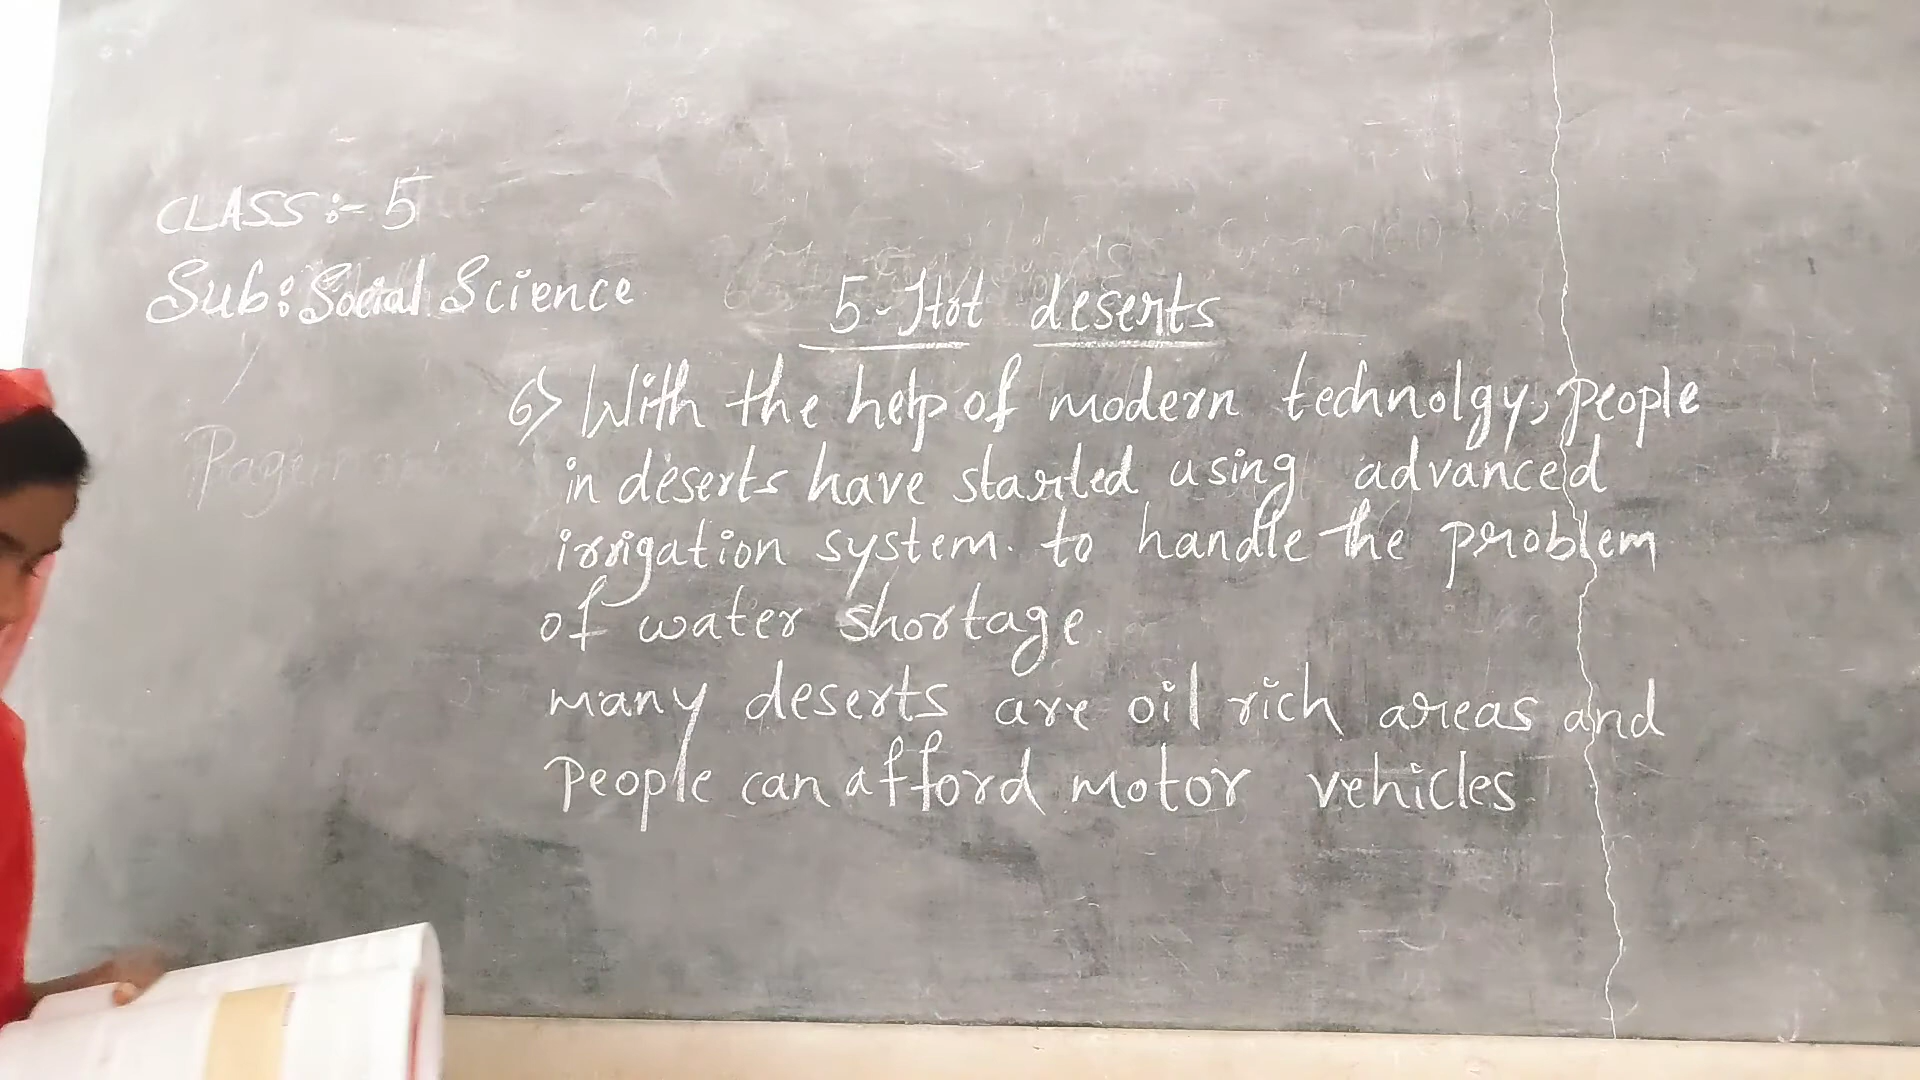 CLASS:- 5
Sub: Social Science
5-Hot deserts
6> With the help of modern technolgy, people
in deserts have started using advanced
irrigation system. to handle the problem
of water shortage.
many deserts are oil rich areas and
people can afford motor vehicles.